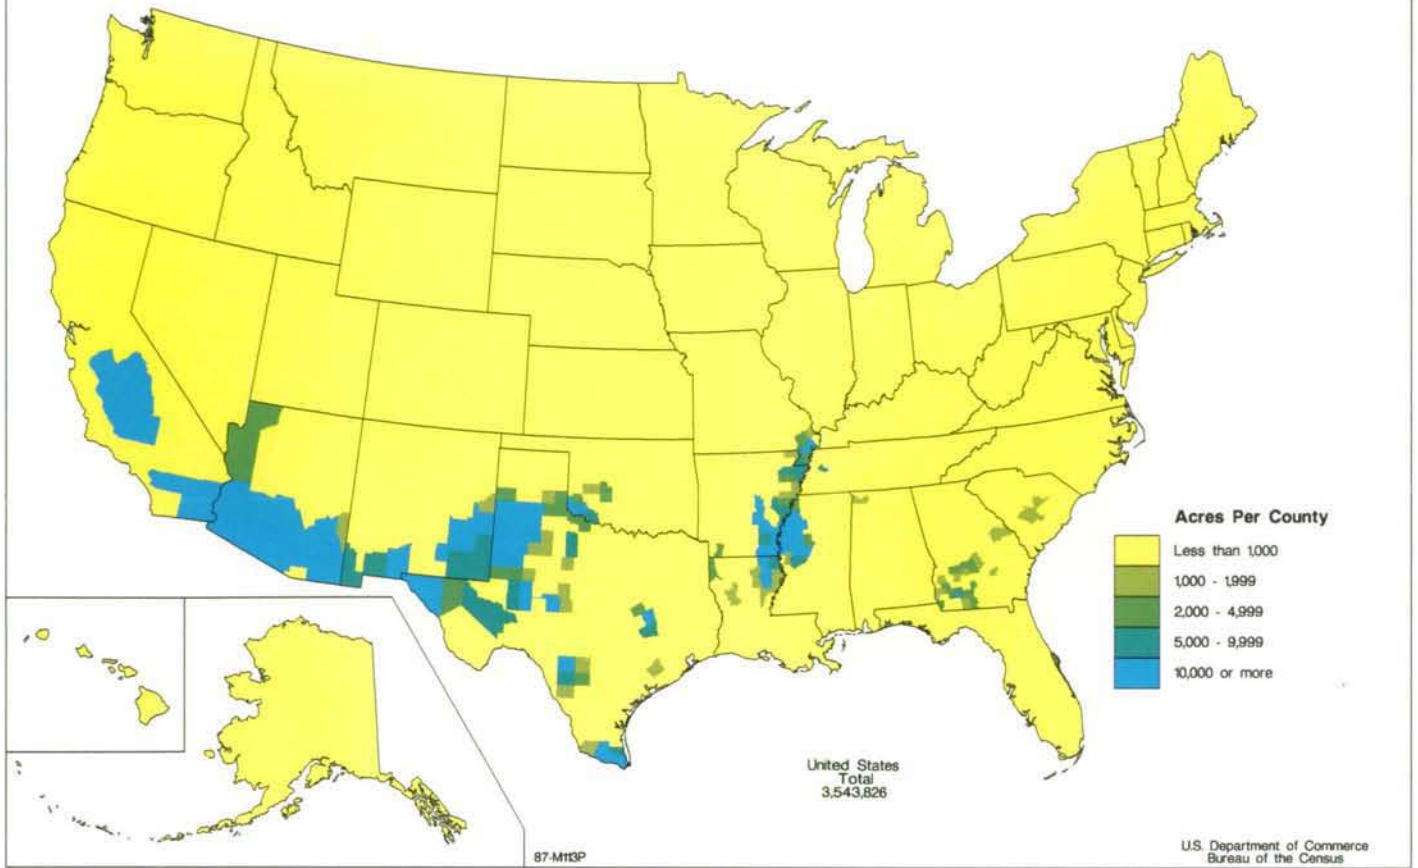 Acres Per County
Less than 1,000
1,000 - 1,999
2,000 - 4,999
5,000 - 9,999
10,000 or more
United States
Total
3,543,826
87-M113P
U.S. Department of Commerce
Bureau of the Census